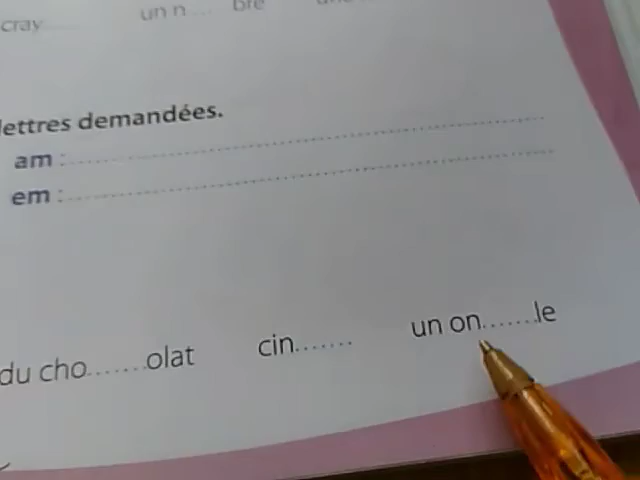 cray...... un n.... bre
lettres demandées.
am :..........................................................
em :..........................................................
du cho.......olat cin....... un on.......le